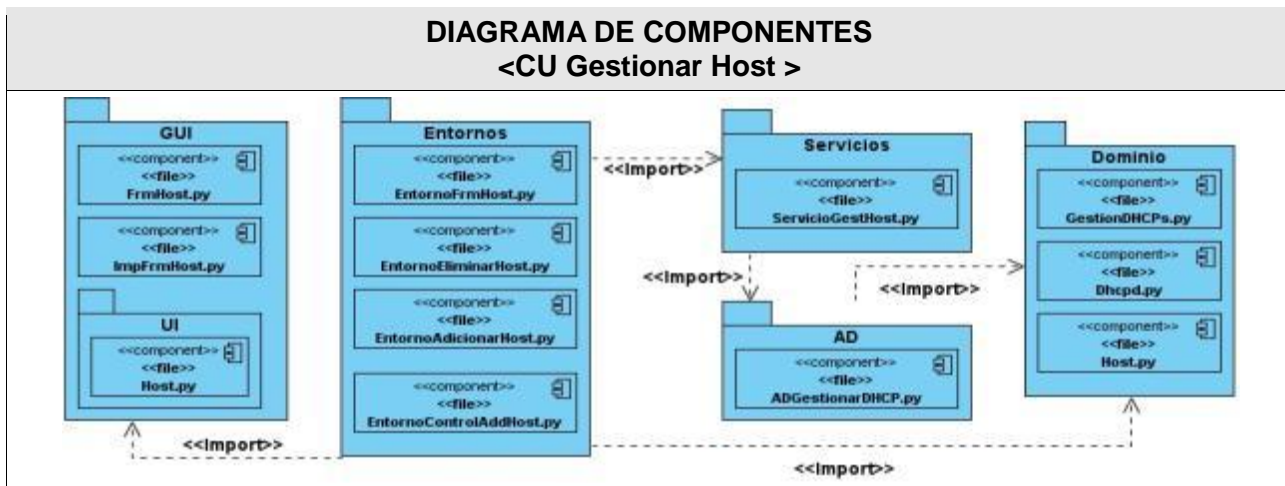 DIAGRAMA DE COMPONENTES
<CU Gestionar Host >
GUI
<<component>>
<<file>>
FrmHost.py
<<component>>
<<file>>
ImpFrmHost.py
UI
<<component>>
<<file>>
Host.py
Entornos
<<component>>
<<file>>
EntornoFrmHost.py
<<component>>
<<file>>
EntornoEliminarHost.py
<<component>>
<<file>>
EntornoAdicionarHost.py
<<component>>
<<file>>
EntornoControlAddHost.py
<<Import>>
Servicios
<<component>>
<<file>>
ServicioGestHost.py
<<Import>>
AD
<<component>>
<<file>>
ADGestionarDHCP.py
<<Import>>
Dominio
<<component>>
<<file>>
GestionDHCPs.py
<<component>>
<<file>>
Dhcpd.py
<<component>>
<<file>>
Host.py
<<Import>>
<<Import>>